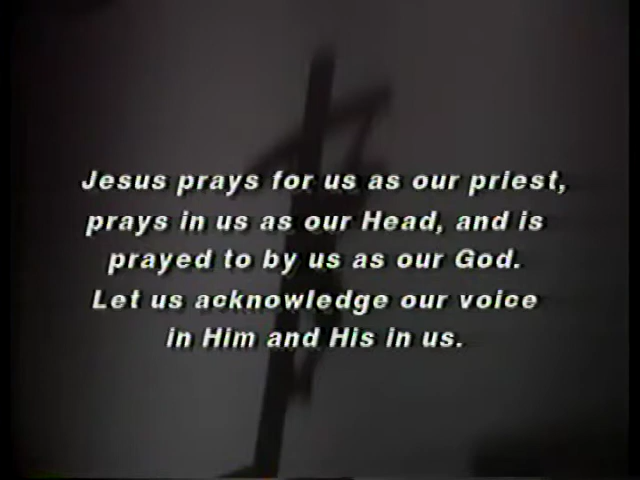 Jesus prays for us as our priest,
prays in us as our Head, and is
prayed to by us as our God.
Let us acknowledge our voice
in Him and His in us.